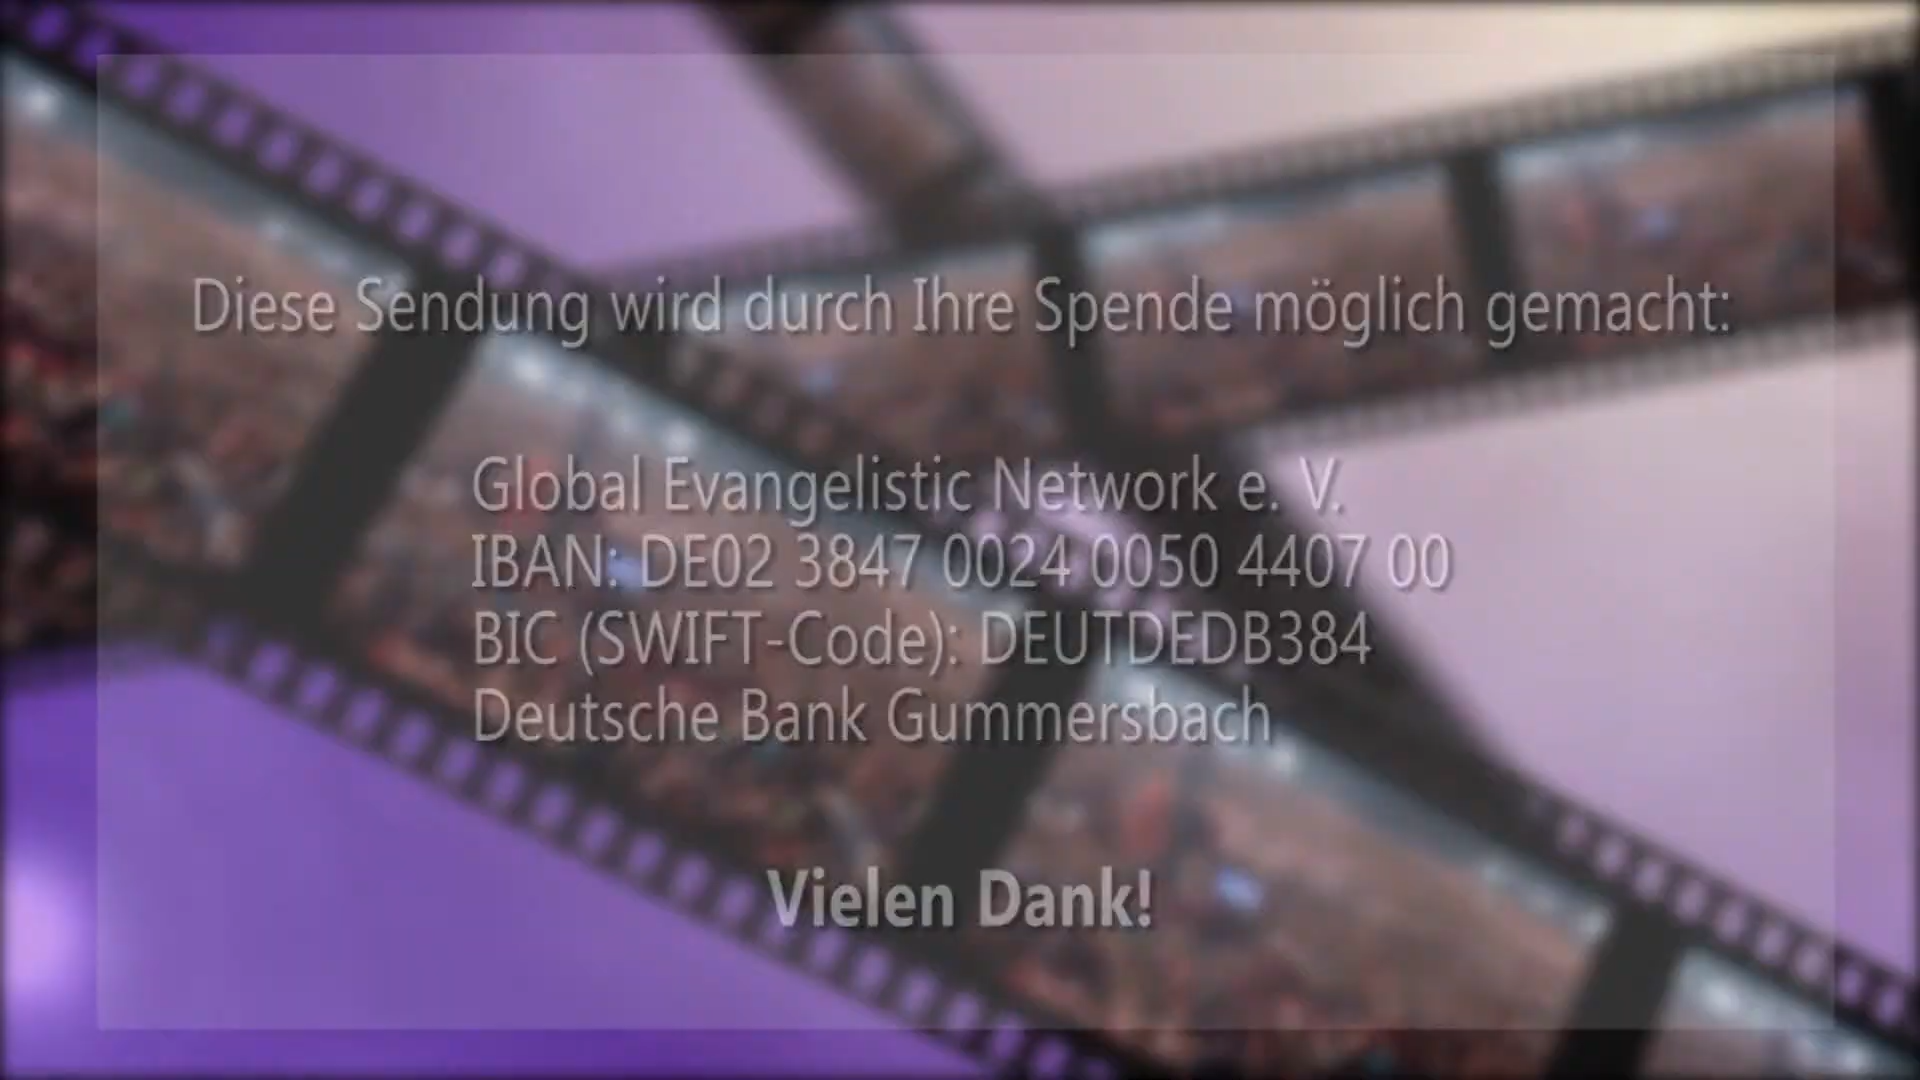 Diese Sendung wird durch Ihre Spende möglich gemacht:
Global Evangelistic Network e. V.
IBAN: DE02 3847 0024 0050 4407 00
BIC (SWIFT-Code): DEUTDEDB384
Deutsche Bank Gummersbach
Vielen Dank!